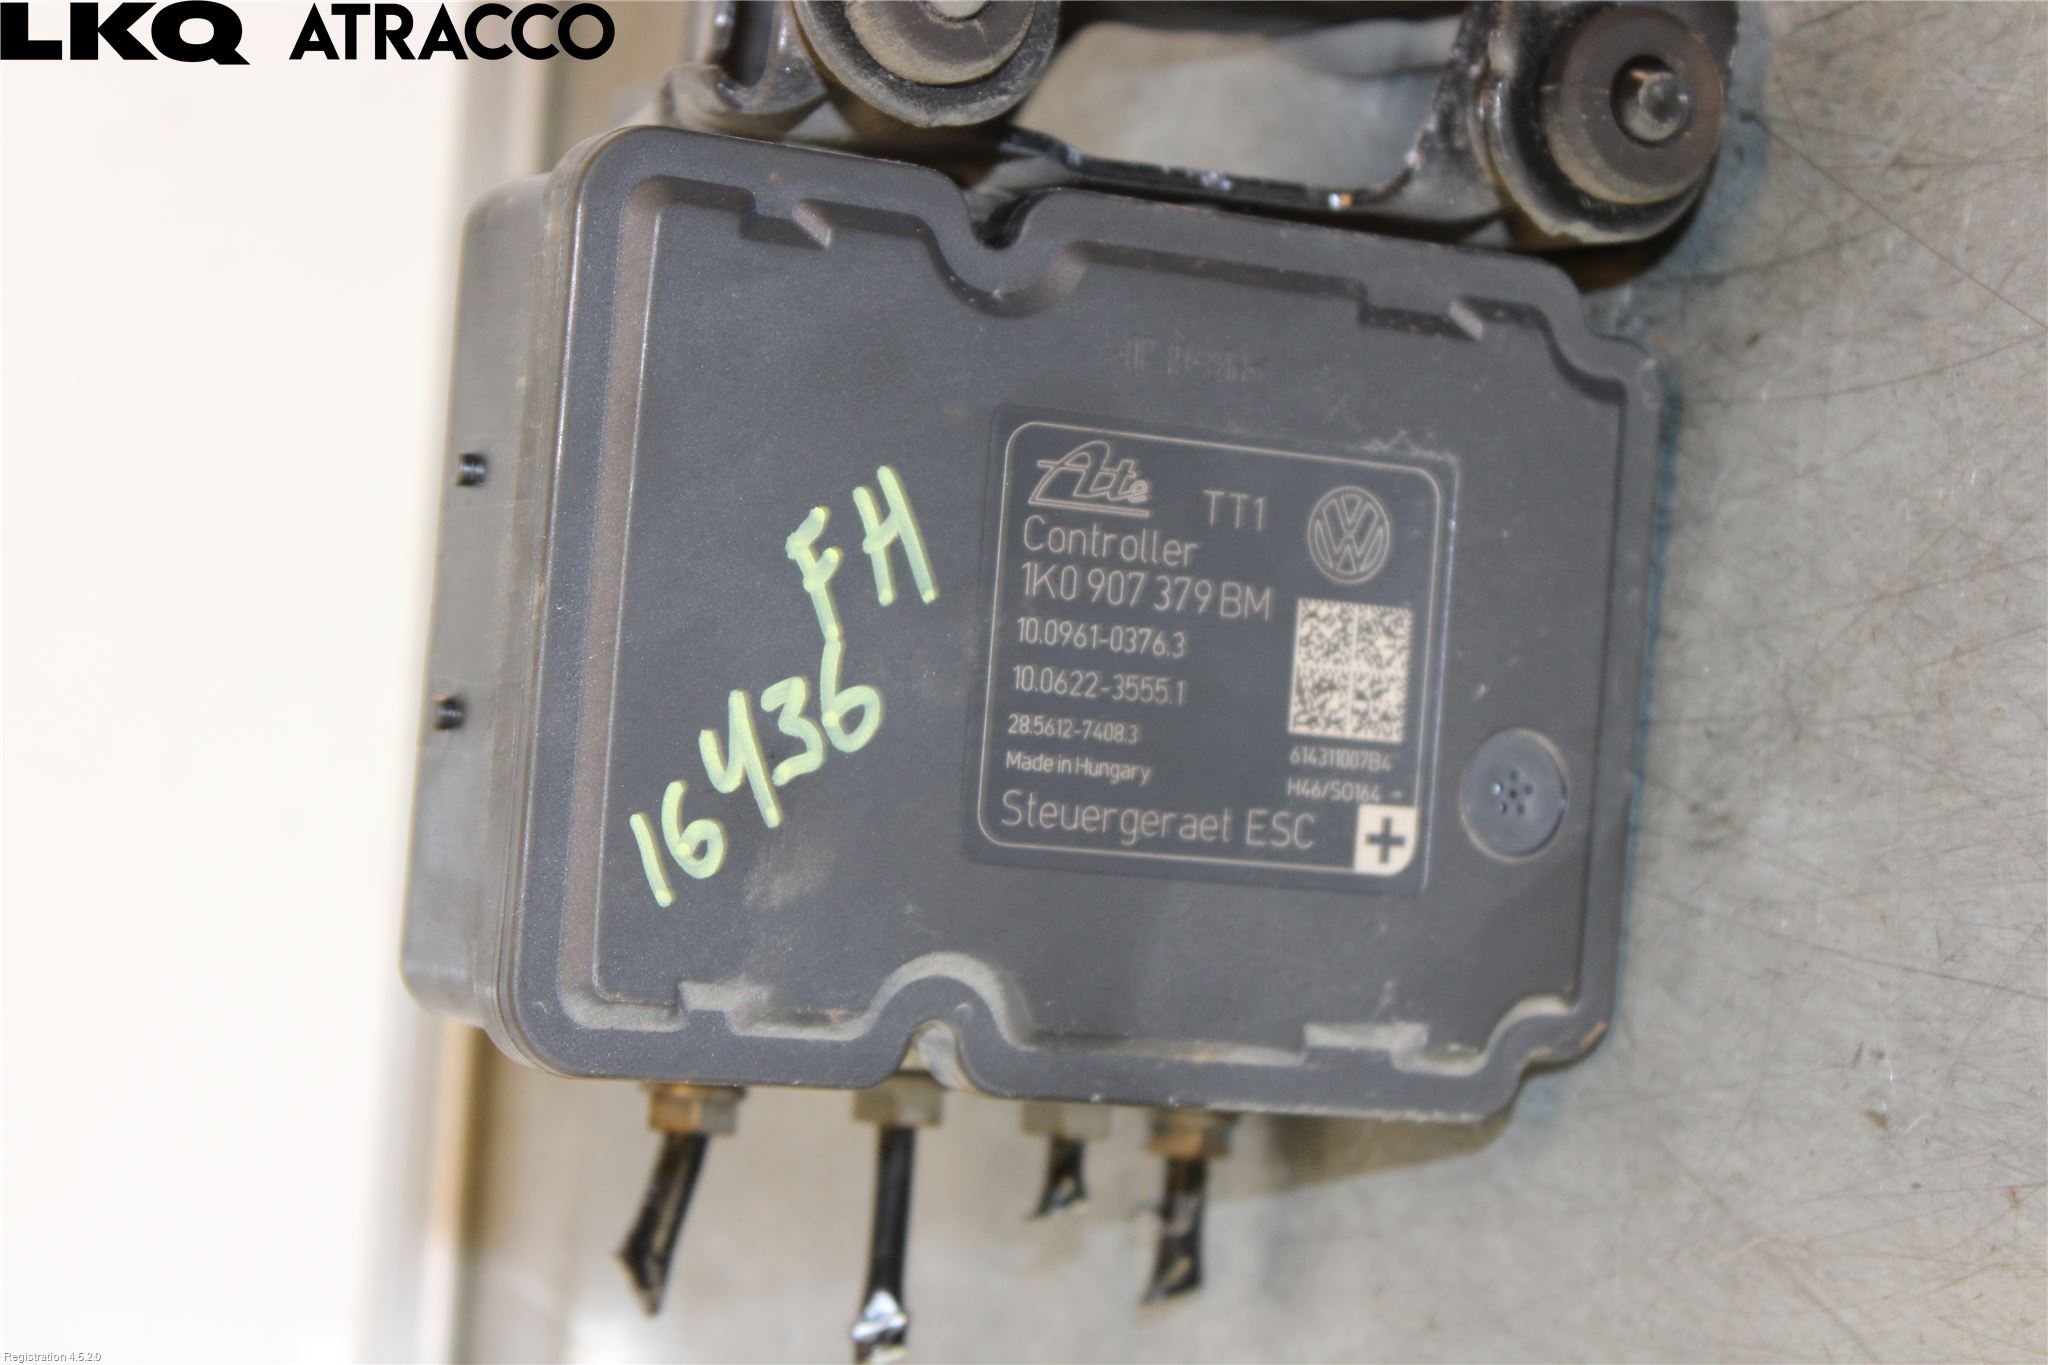 LKQ ATRACCO
FH
16436
Ate TT1
Controller
1K0 907 379 BM
10.0961-0376.3
10.0622-3555.1
28.5612-7408.3
614311007B4
Made in Hungary
H46/S0164 -
Steuergeraet ESC
+
Registration 4.5.2.0